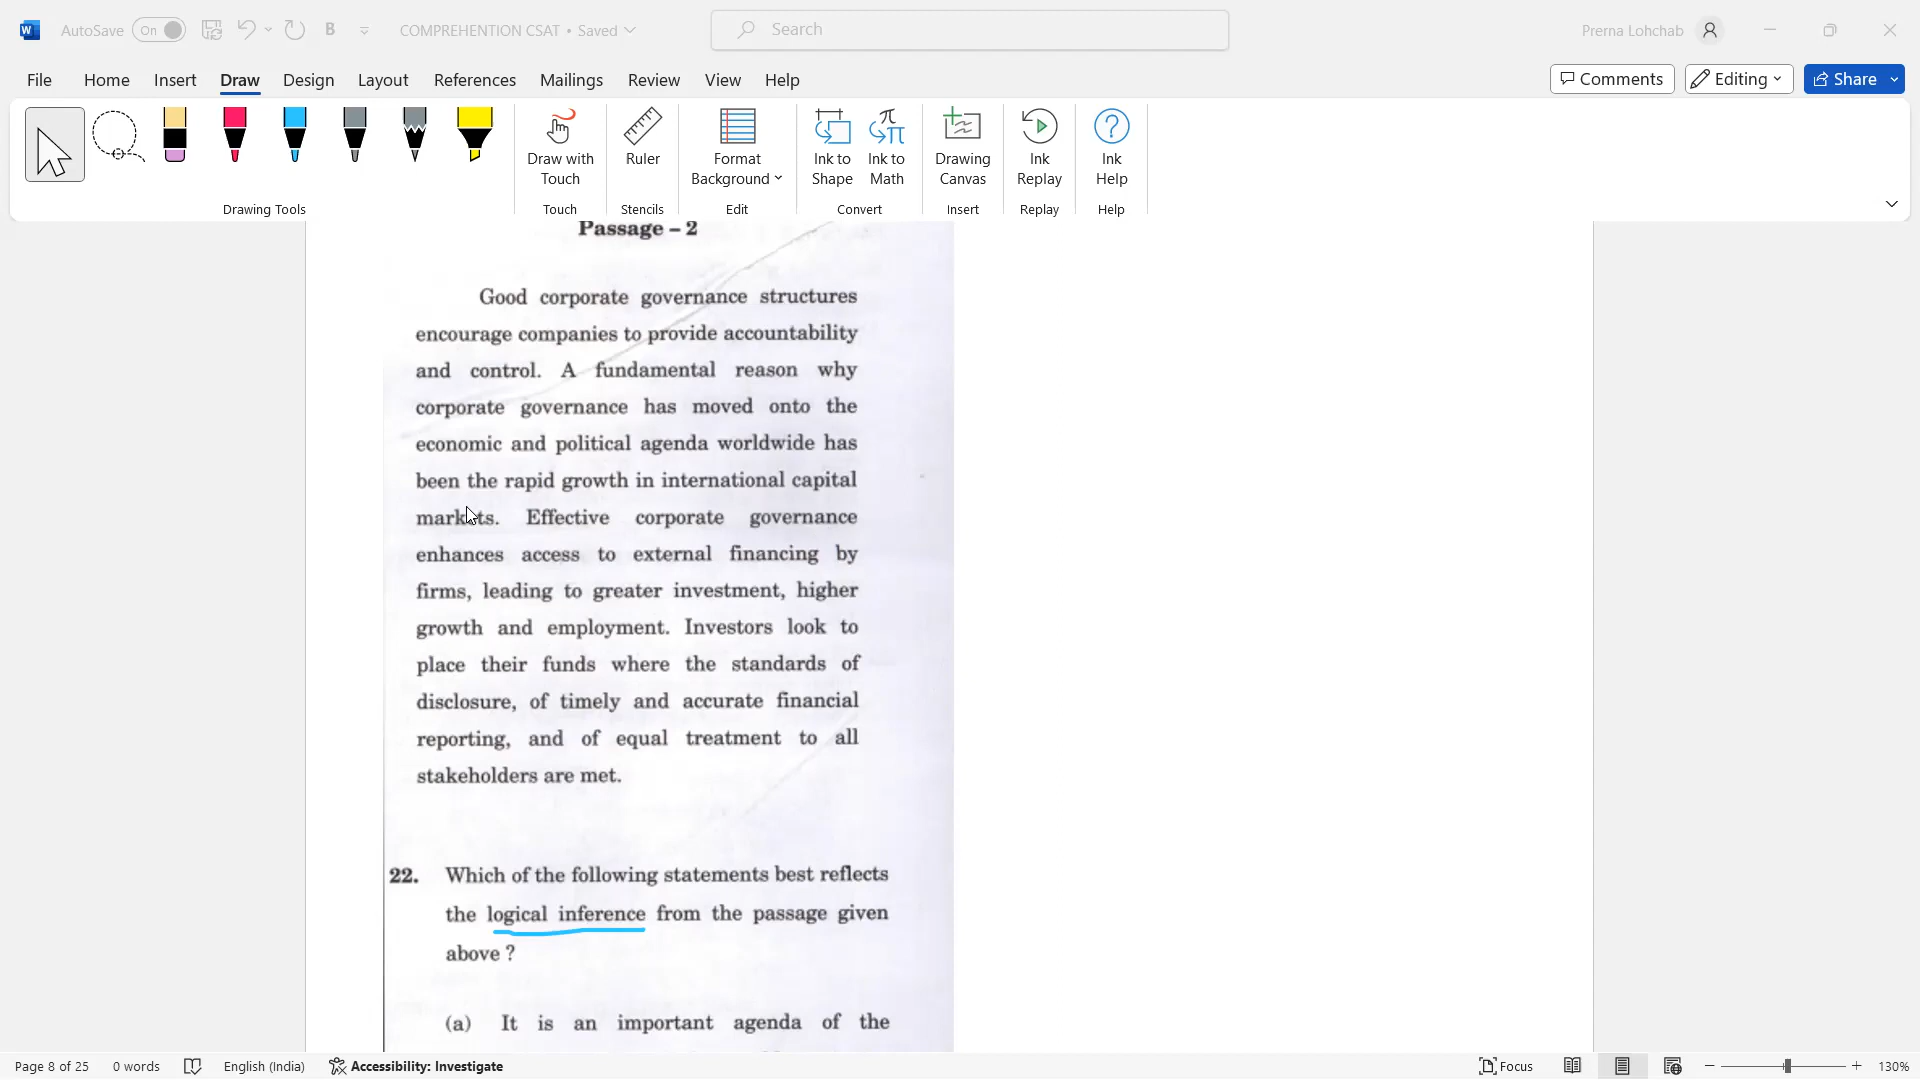 AutoSave On B COMPREHENTION CSAT • Saved Search Prerna Lohchab
File Home Insert Draw Design Layout References Mailings Review View Help Comments Editing Share
Draw with Touch
Ruler
Format Background
Ink to Shape
Ink to Math
Drawing Canvas
Ink Replay
Ink Help
Drawing Tools Touch Stencils Edit Convert Insert Replay Help
Passage – 2
Good corporate governance structures
encourage companies to provide accountability
and control. A fundamental reason why
corporate governance has moved onto the
economic and political agenda worldwide has
been the rapid growth in international capital
markets. Effective corporate governance
enhances access to external financing by
firms, leading to greater investment, higher
growth and employment. Investors look to
place their funds where the standards of
disclosure, of timely and accurate financial
reporting, and of equal treatment to all
stakeholders are met.
22. Which of the following statements best reflects
the logical inference from the passage given
above ?
(a) It is an important agenda of the
Page 8 of 25 0 words English (India) Accessibility: Investigate Focus 130%